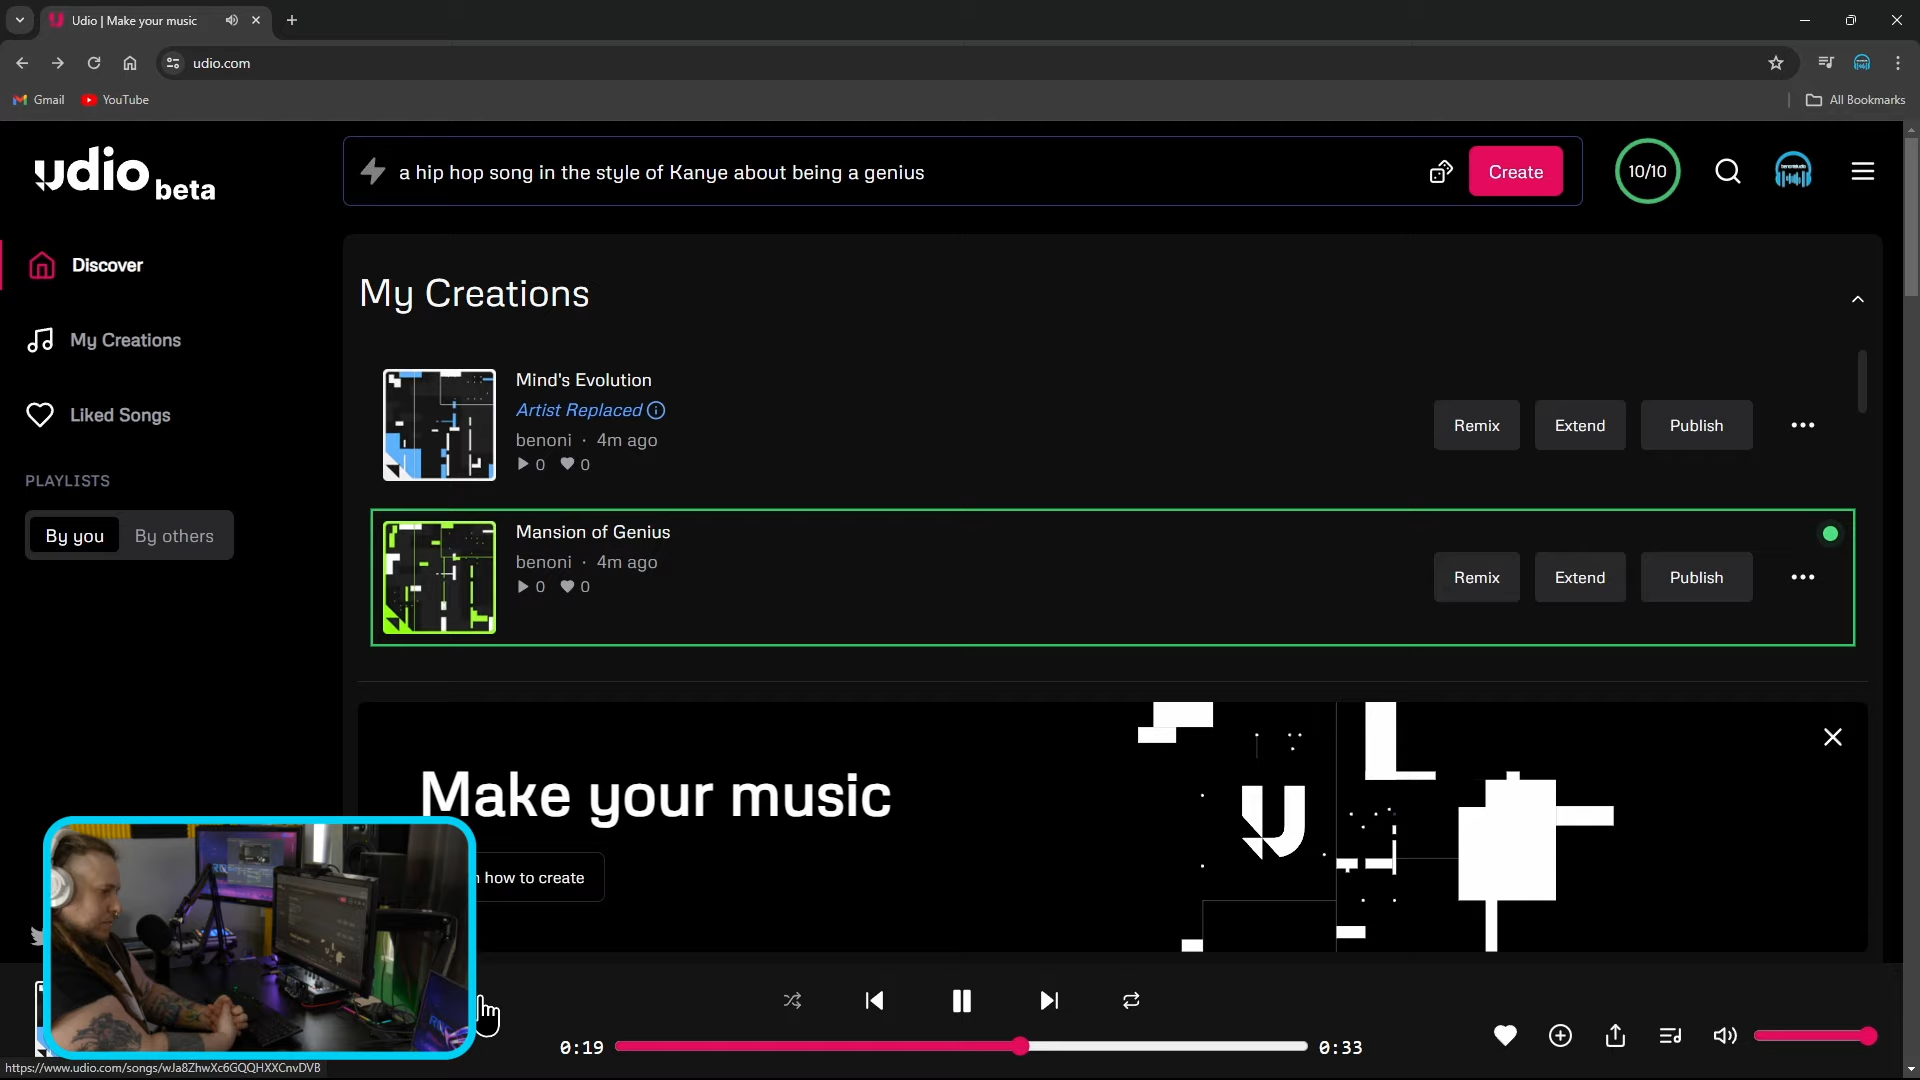 Udio | Make your music
udio.com
Gmail
YouTube
All Bookmarks
udio beta
a hip hop song in the style of Kanye about being a genius
Create
10/10
Discover
My Creations
Liked Songs
PLAYLISTS
By you
By others
My Creations
Mind's Evolution
Artist Replaced
benoni · 4m ago
0 0
Remix
Extend
Publish
Mansion of Genius
benoni · 4m ago
0 0
Remix
Extend
Publish
Make your music
how to create
0:19
0:33
https://www.udio.com/songs/wJa8ZhwXc6GQQHXXCnvDVB